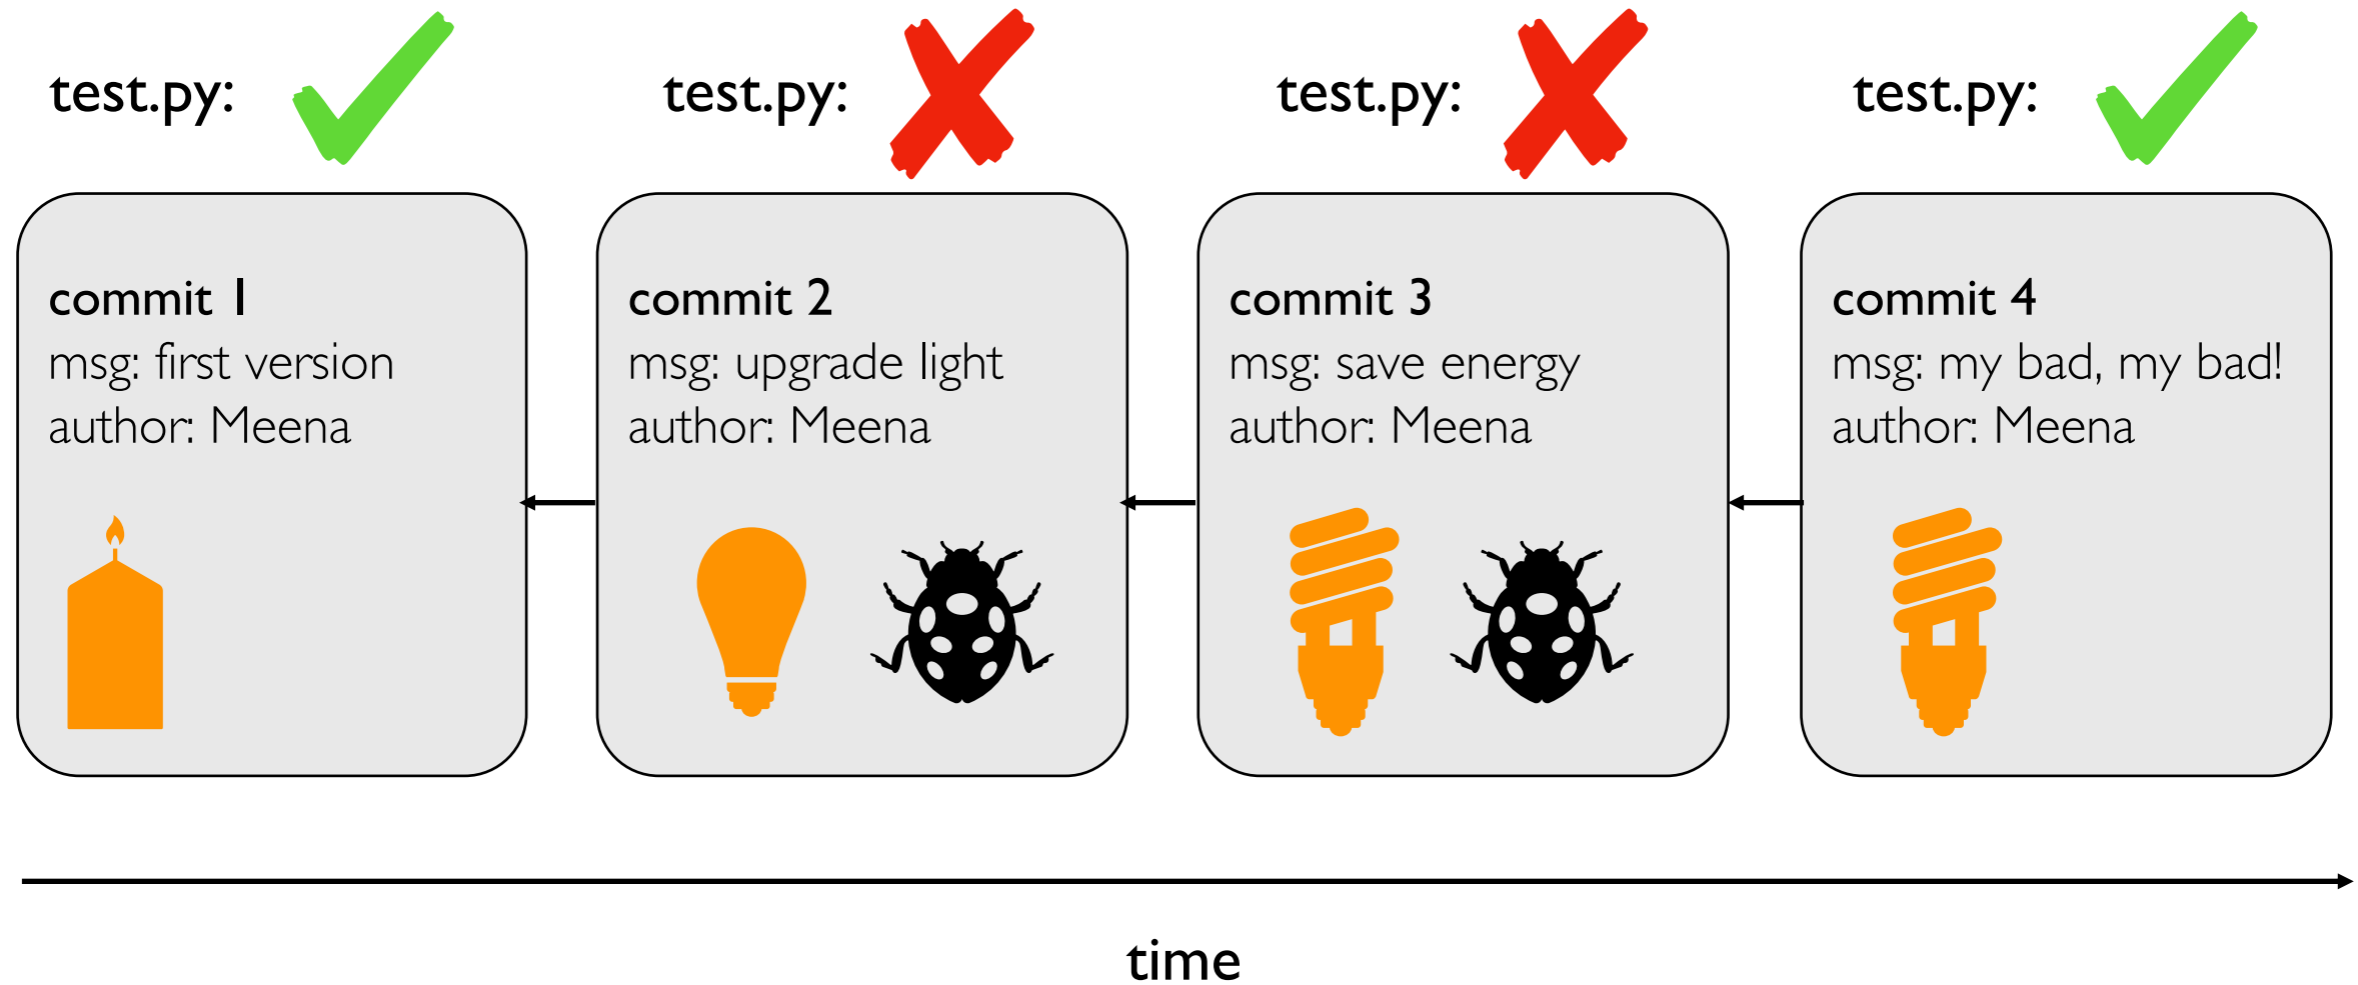 test.py:
test.py:
test.py:
test.py:
commit 1
msg: first version
author: Meena
commit 2
msg: upgrade light
author: Meena
commit 3
msg: save energy
author: Meena
commit 4
msg: my bad, my bad!
author: Meena
time